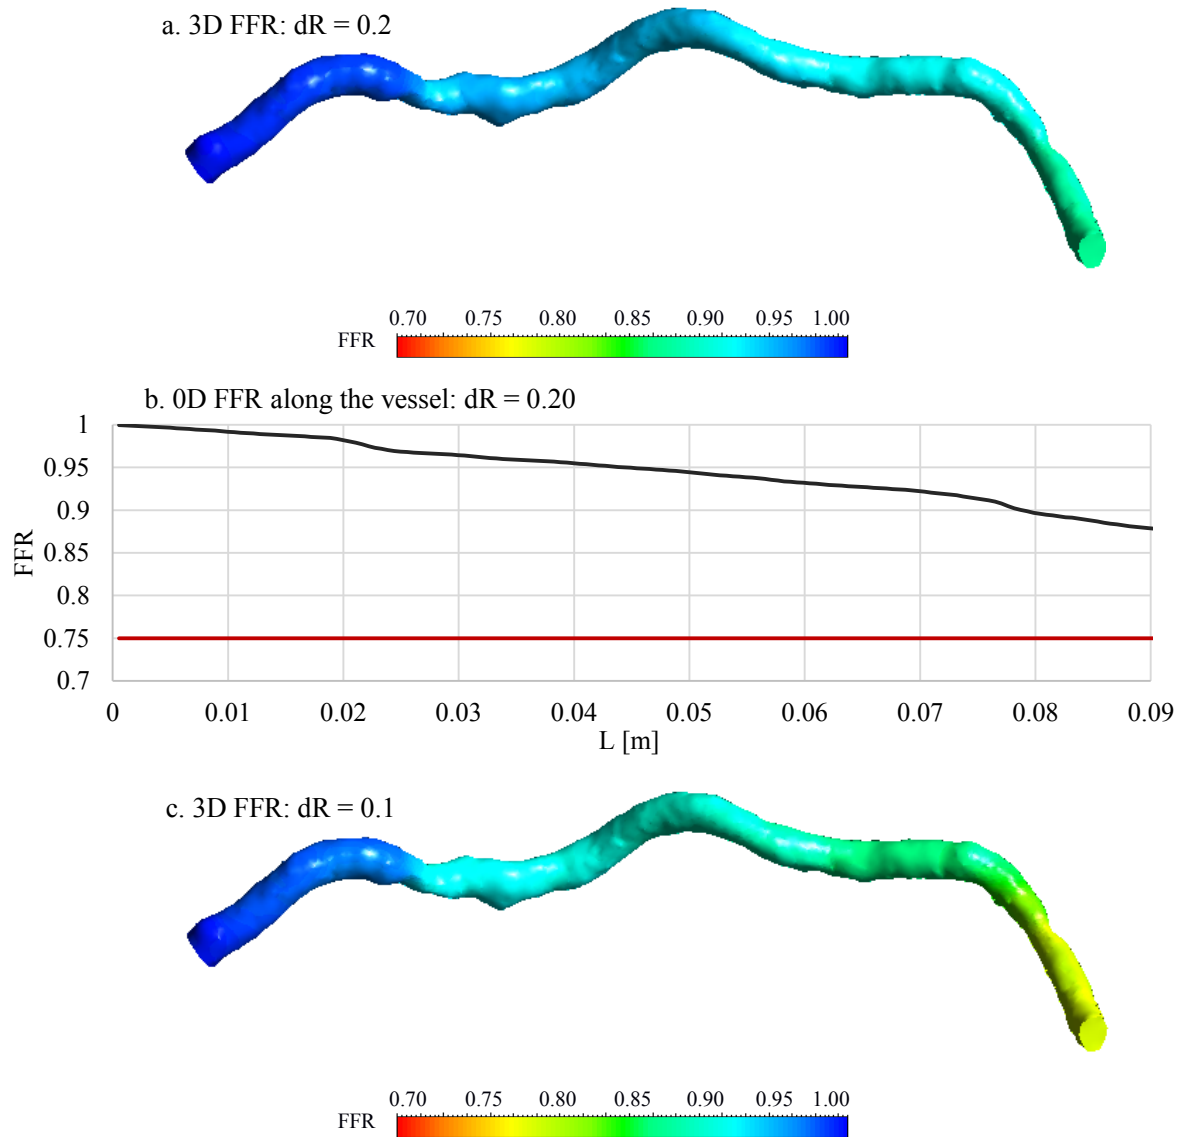 a. 3D FFR: dR = 0.2
0.70 0.75 0.80 0.85 0.90 0.95 1.00
FFR
b. 0D FFR along the vessel: dR = 0.20
1
0.95
0.9
0.85
0.8
0.75
0.7
FFR
0 0.01 0.02 0.03 0.04 0.05 0.06 0.07 0.08 0.09
L [m]
c. 3D FFR: dR = 0.1
0.70 0.75 0.80 0.85 0.90 0.95 1.00
FFR